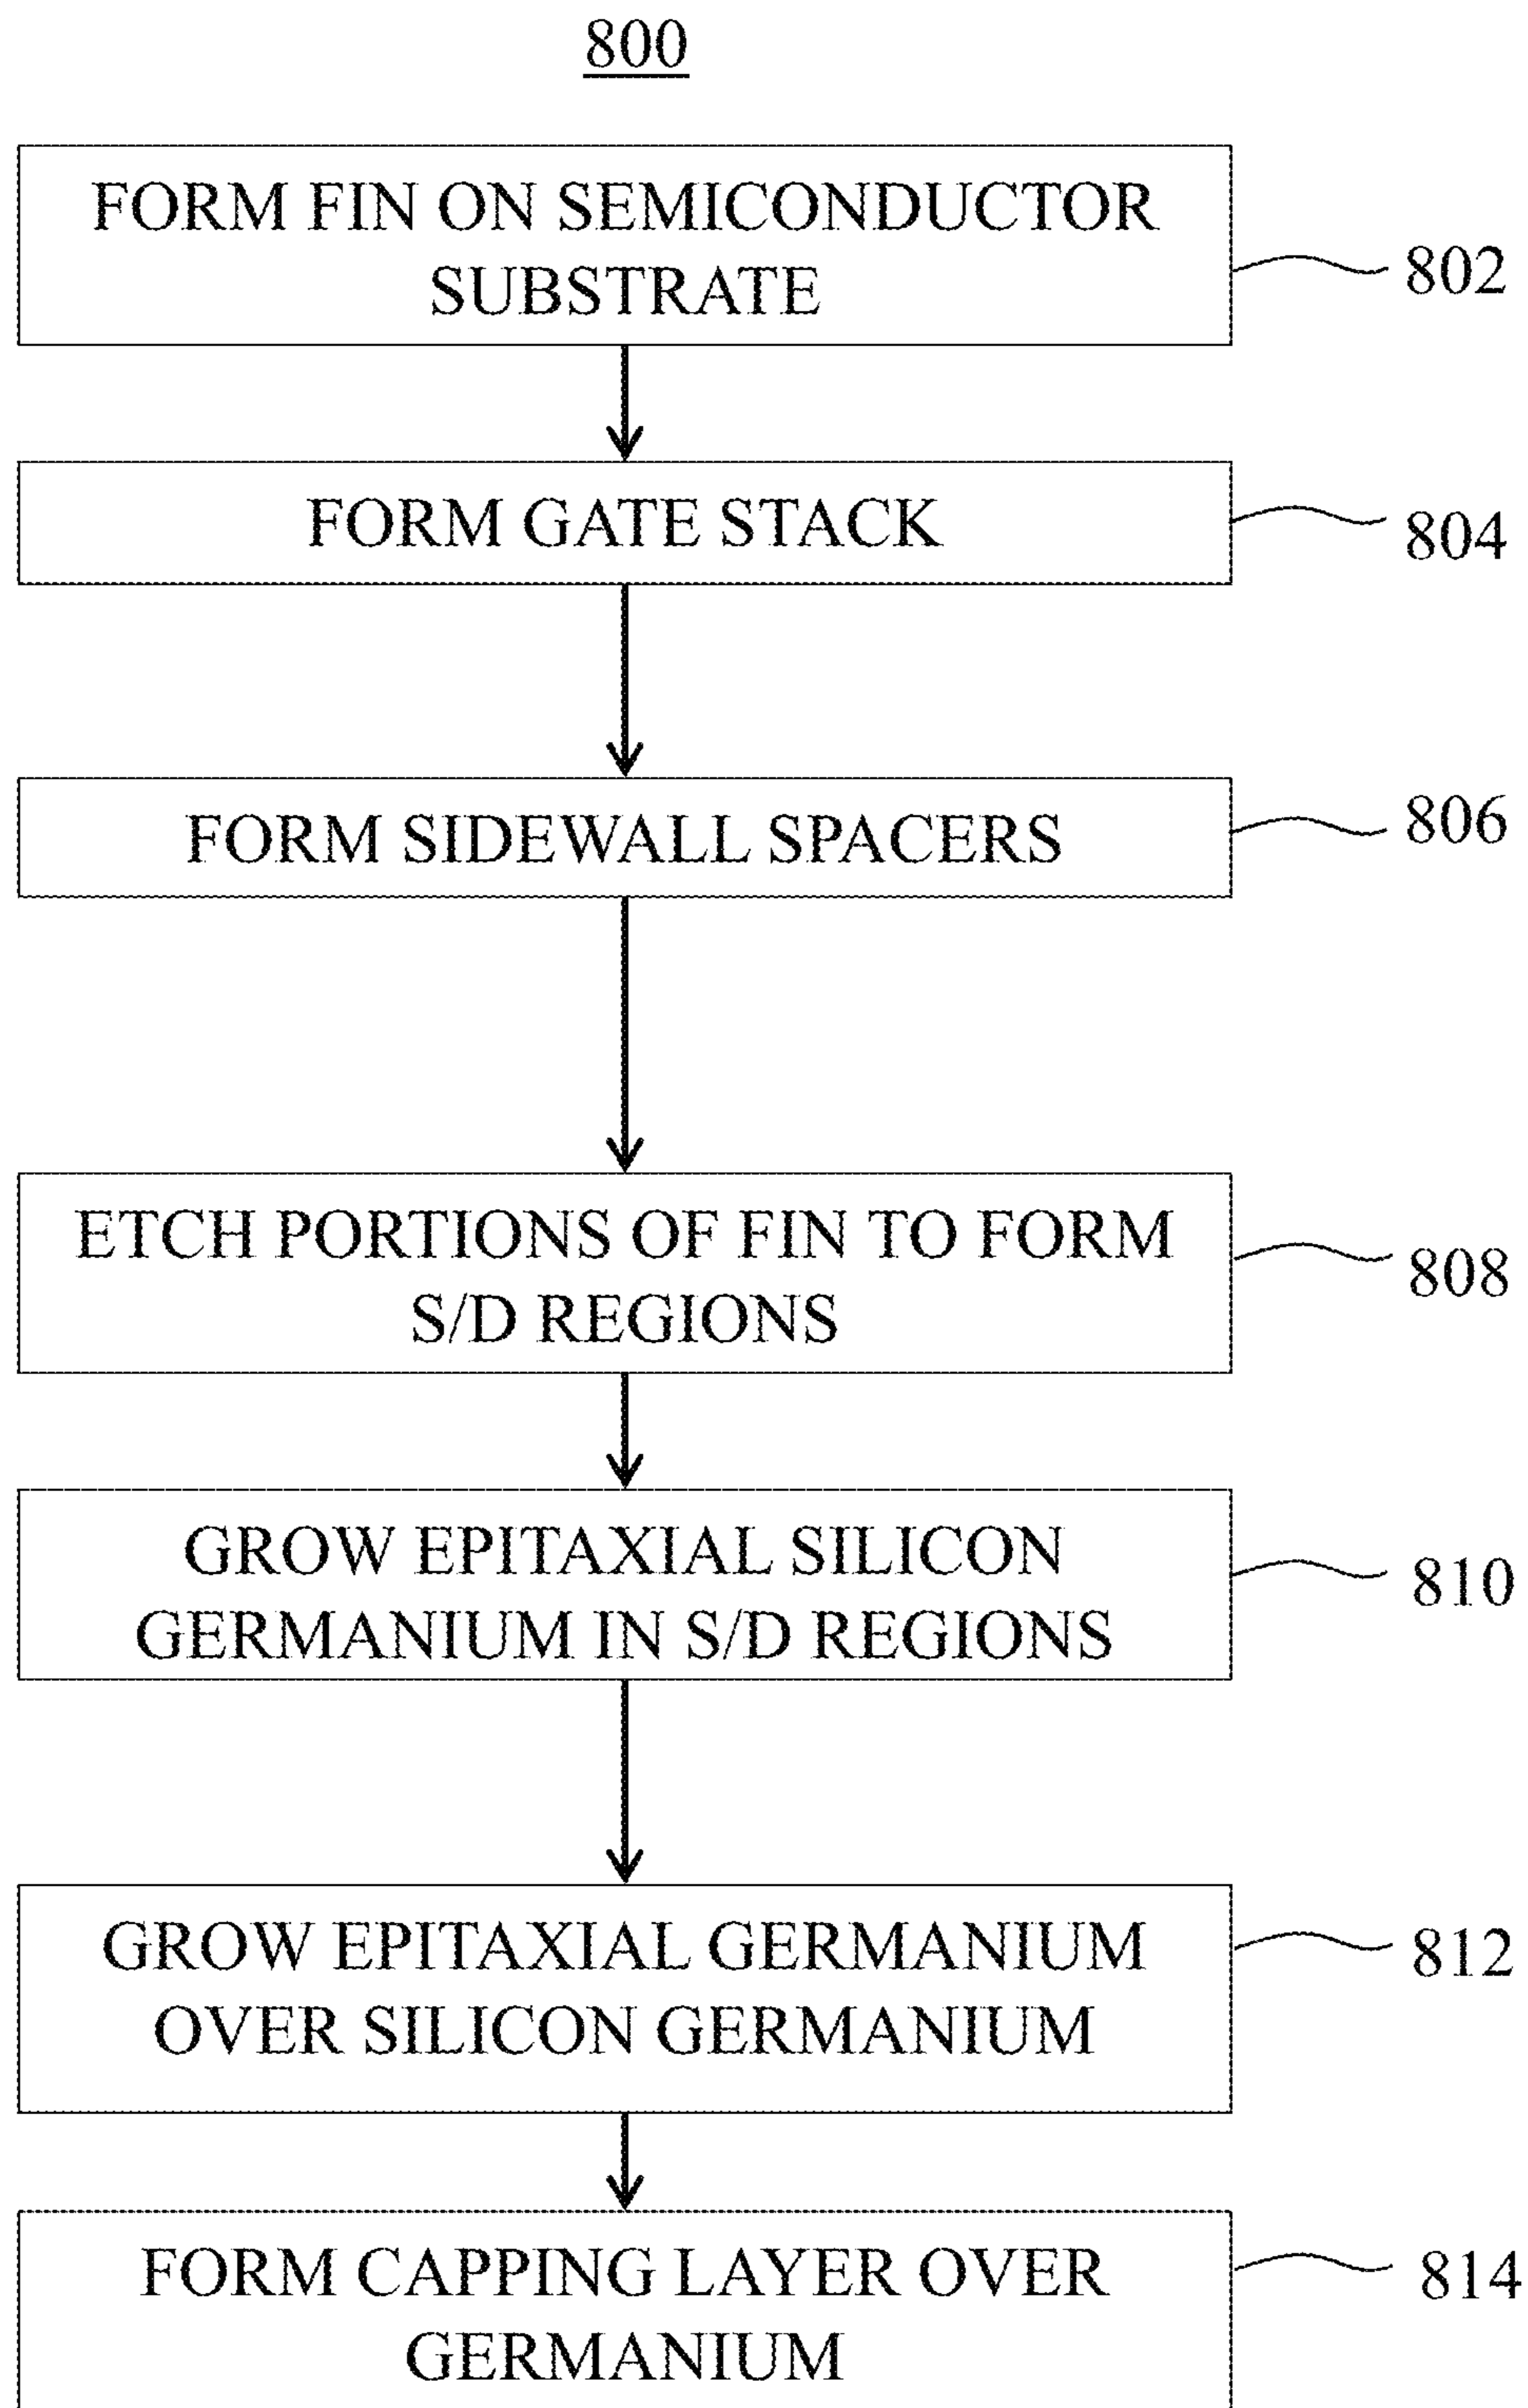 800
FORM FIN ON SEMICONDUCTOR
SUBSTRATE
802
FORM GATE STACK
804
FORM SIDEWALL SPACERS
806
ETCH PORTIONS OF FIN TO FORM
S/D REGIONS
808
GROW EPITAXIAL SILICON
GERMANIUM IN S/D REGIONS
810
GROW EPITAXIAL GERMANIUM
OVER SILICON GERMANIUM
812
FORM CAPPING LAYER OVER
GERMANIUM
814